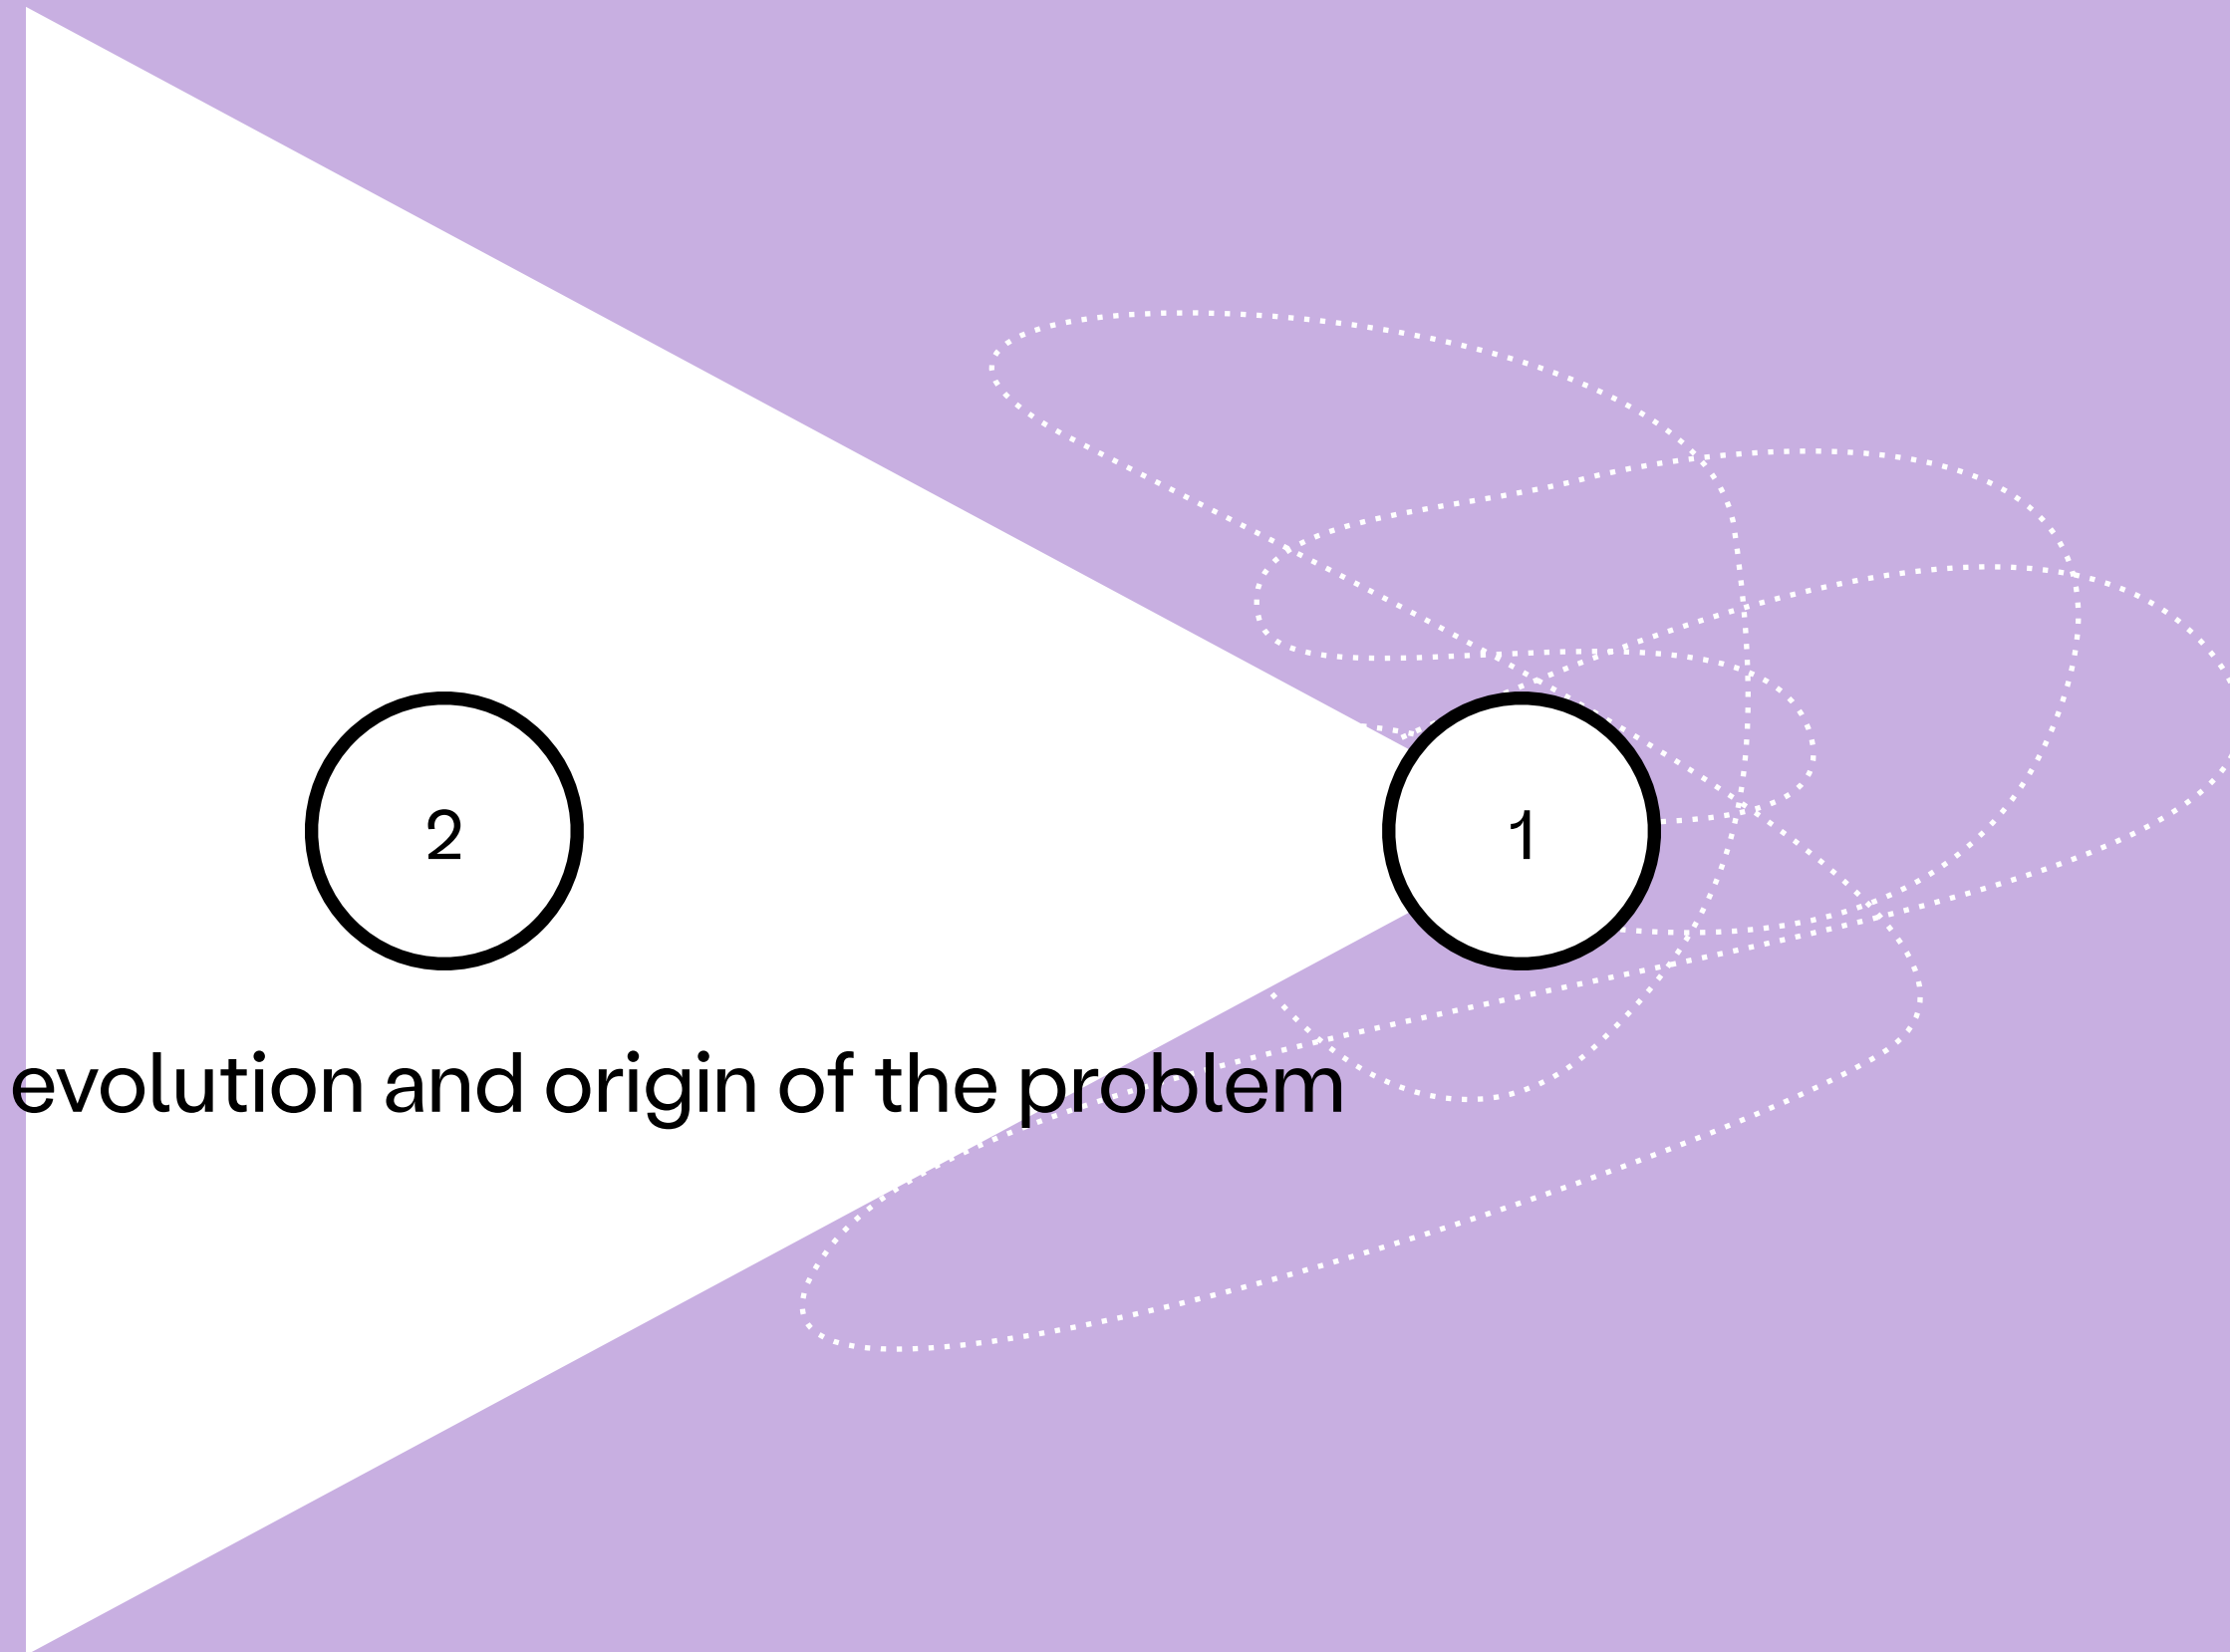 2
1
evolution and origin of the problem